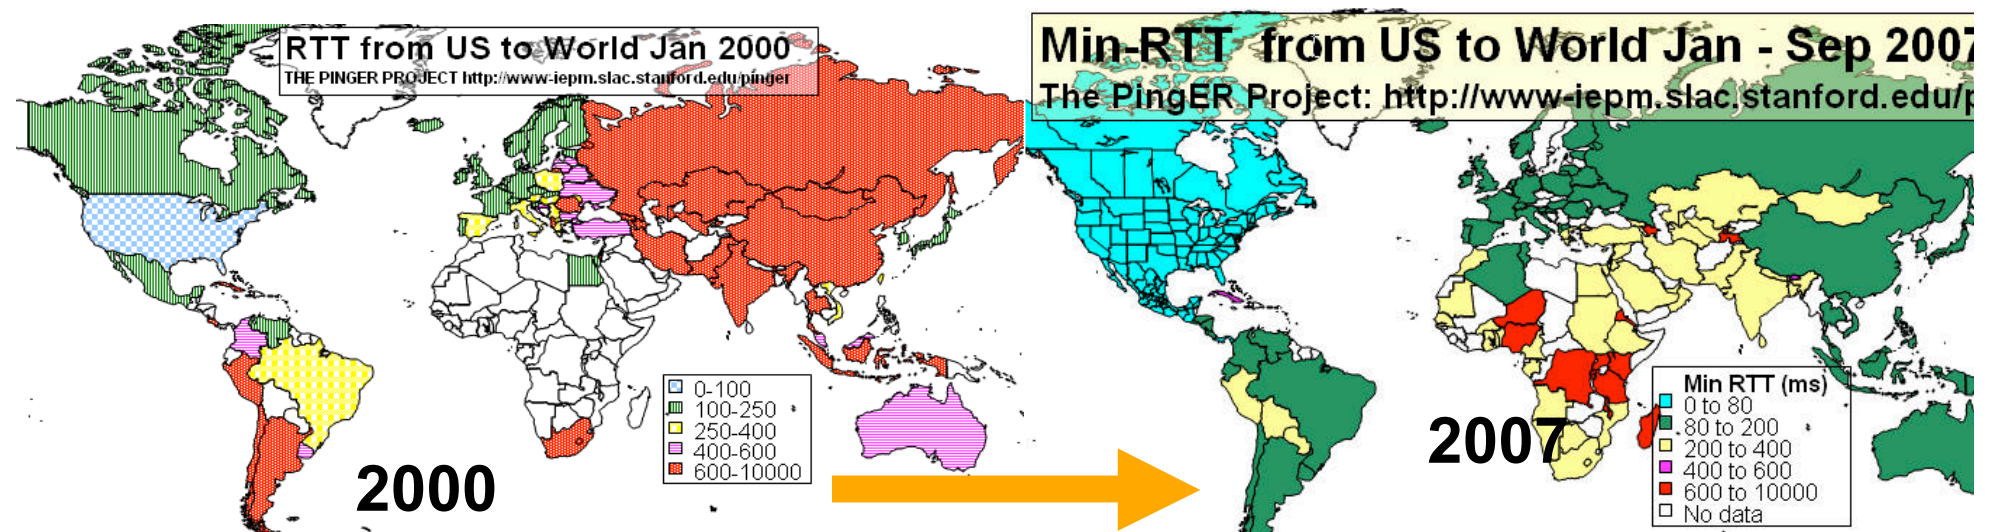 RTT from US to World Jan 2000
THE PINGER PROJECT http://www-iepm.slac.stanford.edu/pinger
0-100
100-250
250-400
400-600
600-10000
2000
Min-RTT from US to World Jan - Sep 2007
The PingER Project: http://www-iepm.slac.stanford.edu/p
Min RTT (ms)
0 to 80
80 to 200
200 to 400
400 to 600
600 to 10000
No data
2007